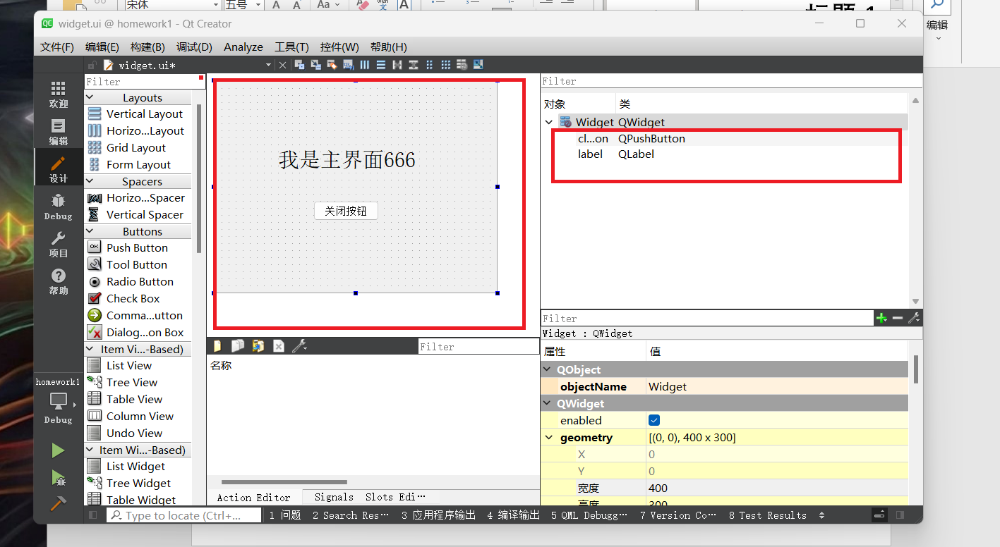 宋体 五号 A A Aa wén 文 A
标题 1
编辑
QC widget.ui @ homework1 - Qt Creator
文件(F) 编辑(E) 构建(B) 调试(D) Analyze 工具(T) 控件(W) 帮助(H)
widget.ui*
欢迎
编辑
设计
Debug
项目
帮助
homework1
Debug
Filter
Layouts
Vertical Layout
Horizo...Layout
Grid Layout
Form Layout
Spacers
Horizo...Spacer
Vertical Spacer
Buttons
Push Button
Tool Button
Radio Button
Check Box
Comma...utton
Dialog...on Box
Item Vi...-Based)
List View
Tree View
Table View
Column View
Undo View
Item Wi...-Based)
List Widget
Tree Widget
Table Widget
我是主界面666
关闭按钮
Filter
名称
Action Editor Signals Slots Edi…
Filter
对象 类
Widget QWidget
cl...on QPushButton
label QLabel
Filter
Widget : QWidget
属性 值
QObject
objectName Widget
QWidget
enabled
geometry [(0, 0), 400 x 300]
X 0
Y 0
宽度 400
高度 300
Type to locate (Ctrl+... 1 问题 2 Search Res… 3 应用程序输出 4 编译输出 5 QML Debugg… 7 Version Co… 8 Test Results